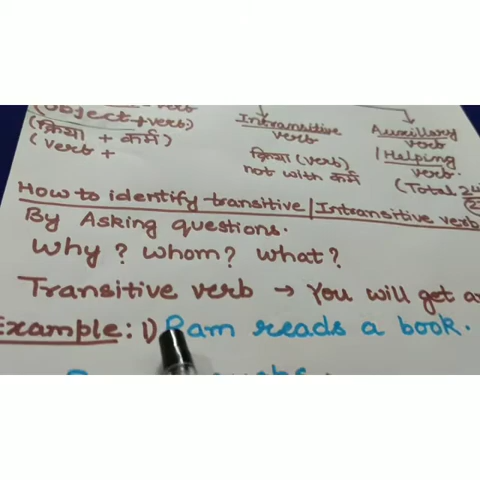 (Object + verb)
(क्रिया + कर्म)
(verb +
Intransitive
verb
क्रिया (verb)
not with कर्म
Auxillary
verb
/Helping
verb.
(Total 24
How to identify transitive/Intransitive verb
By Asking questions.
Why? whom? what?
Transitive verb → You will get a
Example: 1) Ram reads a book.